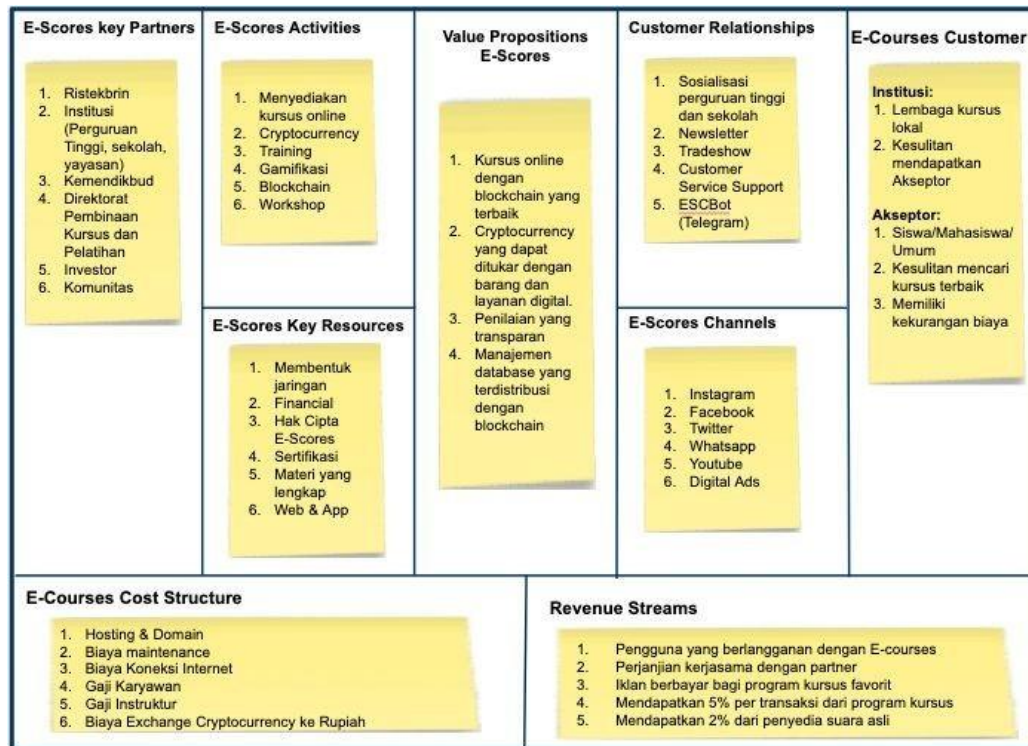 E-Scores key Partners
1. Ristekbrin
2. Institusi
(Perguruan
Tinggi, sekolah,
yayasan)
3. Kemendikbud
4. Direktorat
Pembinaan
Kursus dan
Pelatihan
5. Investor
6. Komunitas
E-Scores Activities
1. Menyediakan
kursus online
2. Cryptocurrency
3. Training
4. Gamifikasi
5. Blockchain
6. Workshop
E-Scores Key Resources
1. Membentuk
jaringan
2. Financial
3. Hak Cipta
E-Scores
4. Sertifikasi
5. Materi yang
lengkap
6. Web & App
Value Propositions
E-Scores
1. Kursus online
dengan
blockchain yang
terbaik
2. Cryptocurrency
yang dapat
ditukar dengan
barang dan
layanan digital.
3. Penilaian yang
transparan
4. Manajemen
database yang
terdistribusi
dengan
blockchain
Customer Relationships
1. Sosialisasi
perguruan tinggi
dan sekolah
2. Newsletter
3. Tradeshow
4. Customer
Service Support
5. ESCBot
(Telegram)
E-Scores Channels
1. Instagram
2. Facebook
3. Twitter
4. Whatsapp
5. Youtube
6. Digital Ads
E-Courses Customer
Institusi:
1. Lembaga kursus
lokal
2. Kesulitan
mendapatkan
Akseptor
Akseptor:
1. Siswa/Mahasiswa/
Umum
2. Kesulitan mencari
kursus terbaik
3. Memiliki
kekurangan biaya
E-Courses Cost Structure
1. Hosting & Domain
2. Biaya maintenance
3. Biaya Koneksi Internet
4. Gaji Karyawan
5. Gaji Instruktur
6. Biaya Exchange Cryptocurrency ke Rupiah
Revenue Streams
1. Pengguna yang berlangganan dengan E-courses
2. Perjanjian kerjasama dengan partner
3. Iklan berbayar bagi program kursus favorit
4. Mendapatkan 5% per transaksi dari program kursus
5. Mendapatkan 2% dari penyedia suara asli